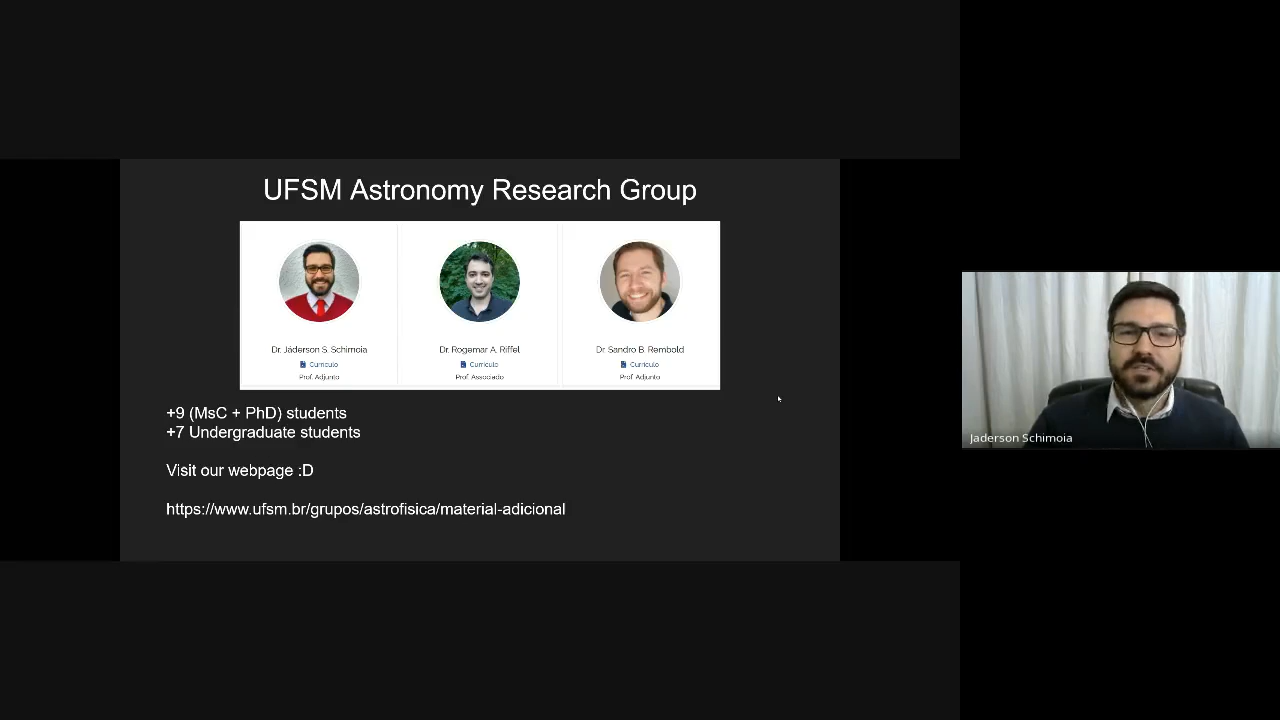 UFSM Astronomy Research Group
Dr. Jáderson S. Schimoia
Dr. Rogemar A. Riffel
Dr. Sandro B. Rembold
Currículo
Currículo
Currículo
Prof. Adjunto
Prof. Associado
Prof. Adjunto
+9 (MsC + PhD) students
+7 Undergraduate students
Visit our webpage :D
https://www.ufsm.br/grupos/astrofisica/material-adicional
Jaderson Schimoia